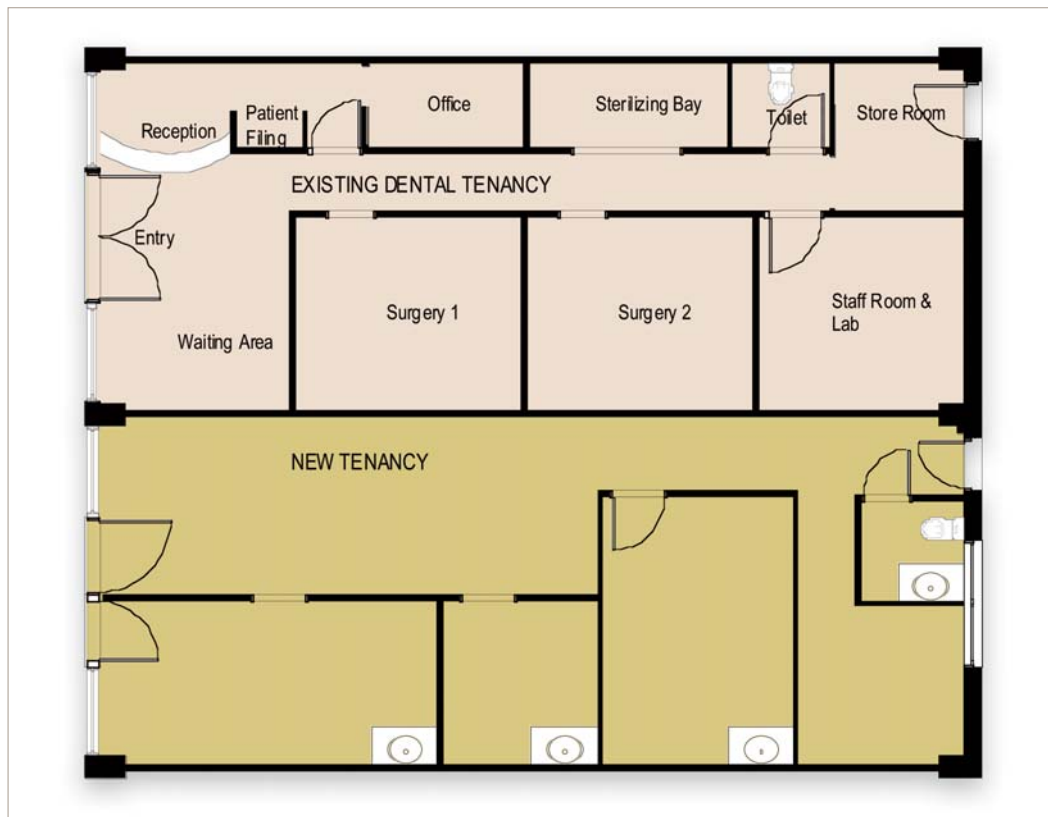 Reception
Patient
Filing
Office
Sterilizing Bay
Toilet
Store Room
EXISTING DENTAL TENANCY
Entry
Waiting Area
Surgery 1
Surgery 2
Staff Room &
Lab
NEW TENANCY